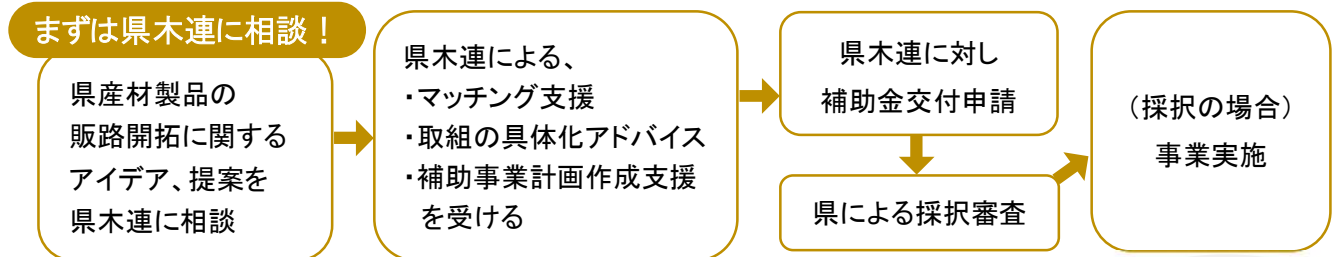 まずは県木連に相談！
県産材製品の
販路開拓に関する
アイデア、提案を
県木連に相談
県木連による、
・マッチング支援
・取組の具体化アドバイス
・補助事業計画作成支援
を受ける
県木連に対し
補助金交付申請
県による採択審査
（採択の場合）
事業実施